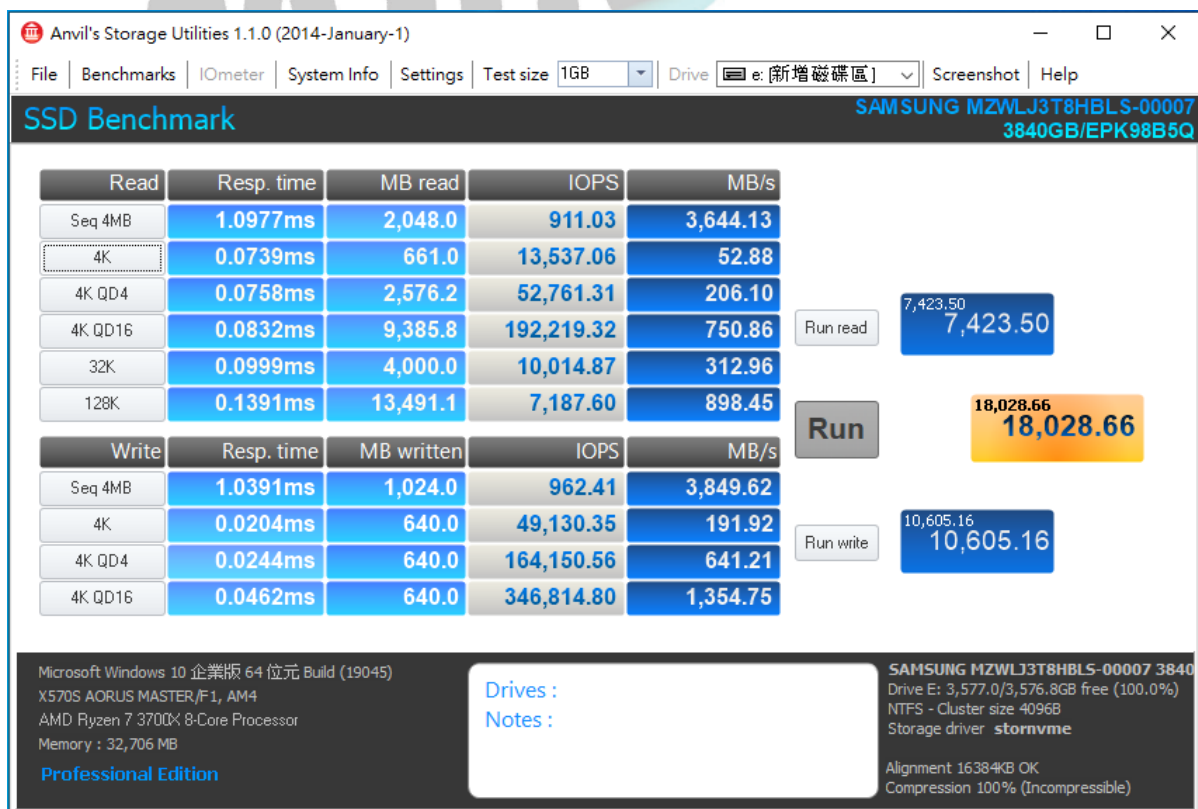 Anvil's Storage Utilities 1.1.0 (2014-January-1)
File Benchmarks IOmeter System Info Settings Test size 1GB Drive e: [新增磁碟區] Screenshot Help
SSD Benchmark
SAMSUNG MZWLJ3T8HBLS-00007
3840GB/EPK98B5Q
Read Resp. time MB read IOPS MB/s
Seq 4MB 1.0977ms 2,048.0 911.03 3,644.13
4K 0.0739ms 661.0 13,537.06 52.88
4K QD4 0.0758ms 2,576.2 52,761.31 206.10
4K QD16 0.0832ms 9,385.8 192,219.32 750.86
32K 0.0999ms 4,000.0 10,014.87 312.96
128K 0.1391ms 13,491.1 7,187.60 898.45
Run read
7,423.50
7,423.50
Run
18,028.66
18,028.66
Write Resp. time MB written IOPS MB/s
Seq 4MB 1.0391ms 1,024.0 962.41 3,849.62
4K 0.0204ms 640.0 49,130.35 191.92
4K QD4 0.0244ms 640.0 164,150.56 641.21
4K QD16 0.0462ms 640.0 346,814.80 1,354.75
Run write
10,605.16
10,605.16
Microsoft Windows 10 企業版 64 位元 Build (19045)
X570S AORUS MASTER/F1, AM4
AMD Ryzen 7 3700X 8-Core Processor
Memory : 32,706 MB
Professional Edition
Drives :
Notes :
SAMSUNG MZWLJ3T8HBLS-00007 3840
Drive E: 3,577.0/3,576.8GB free (100.0%)
NTFS - Cluster size 4096B
Storage driver stornvme
Alignment 16384KB OK
Compression 100% (Incompressible)